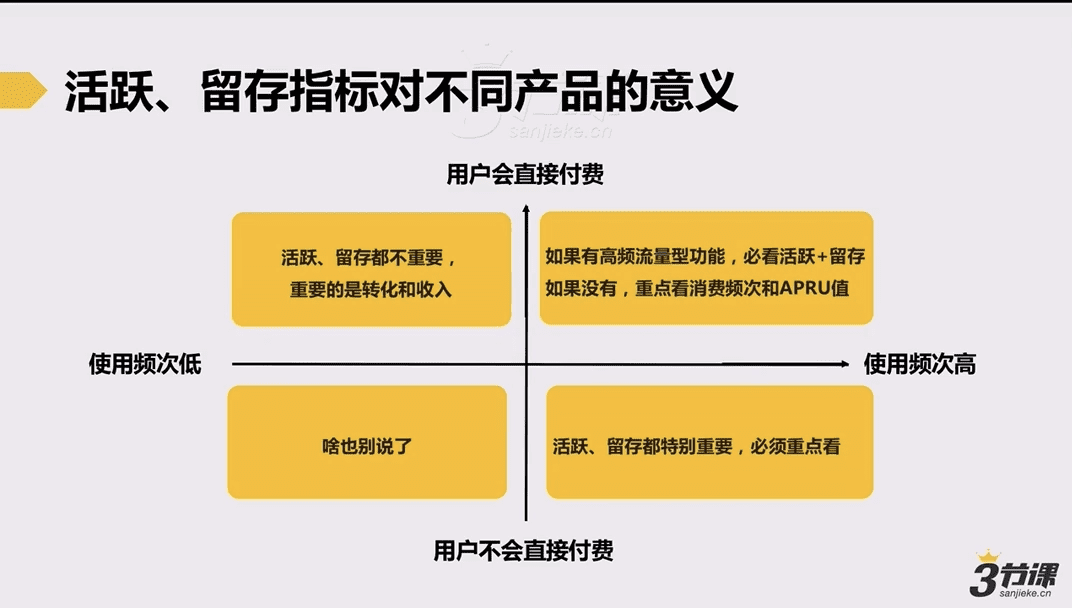 活跃、留存指标对不同产品的意义
sanjieke.cn
用户会直接付费
活跃、留存都不重要，
重要的是转化和收入
如果有高频流量型功能，必看活跃+留存
如果没有，重点看消费频次和APRU值
使用频次低
使用频次高
啥也别说了
活跃、留存都特别重要，必须重点看
用户不会直接付费
3节课
sanjieke.cn